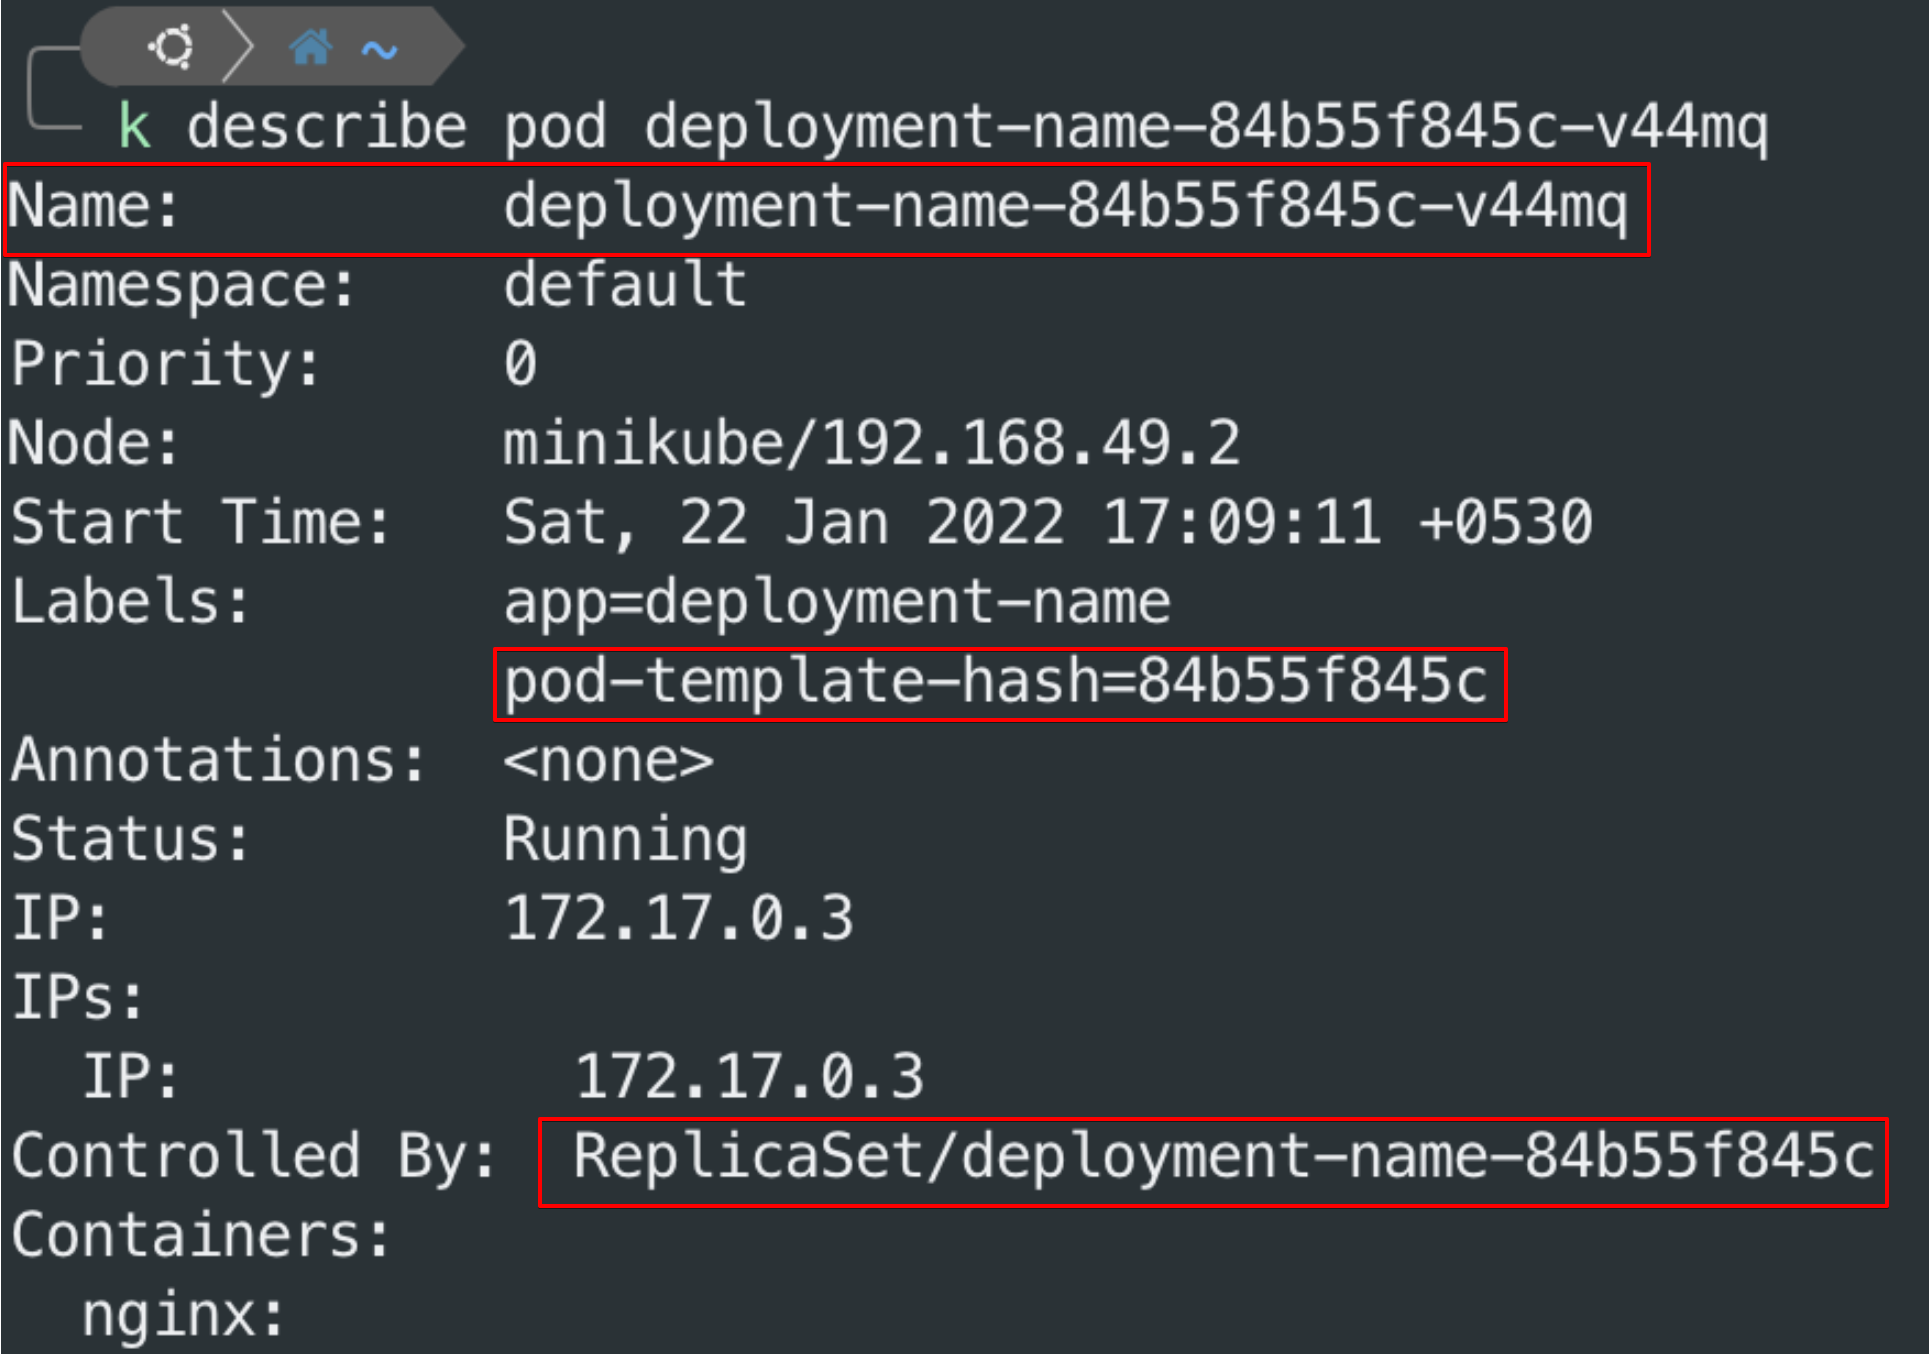 ~
k describe pod deployment-name-84b55f845c-v44mq
Name: deployment-name-84b55f845c-v44mq
Namespace: default
Priority: 0
Node: minikube/192.168.49.2
Start Time: Sat, 22 Jan 2022 17:09:11 +0530
Labels: app=deployment-name
pod-template-hash=84b55f845c
Annotations: <none>
Status: Running
IP: 172.17.0.3
IPs:
IP: 172.17.0.3
Controlled By: ReplicaSet/deployment-name-84b55f845c
Containers:
nginx: